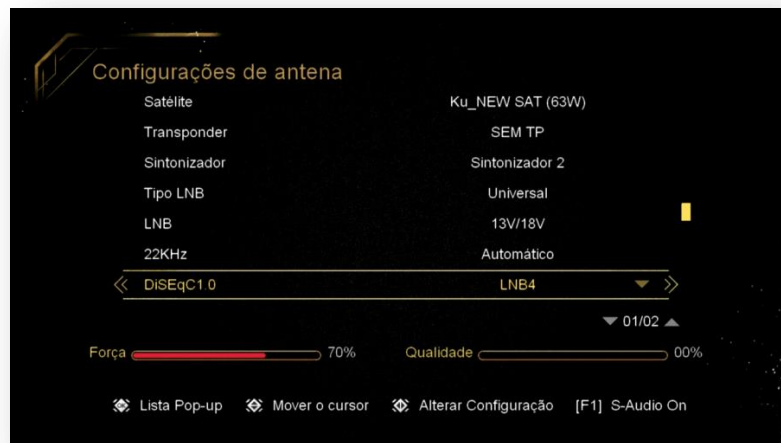 Configurações de antena
Satélite Ku_NEW SAT (63W)
Transponder SEM TP
Sintonizador Sintonizador 2
Tipo LNB Universal
LNB 13V/18V
22KHz Automático
DiSEqC1.0 LNB4
01/02
Força 70% Qualidade 00%
Lista Pop-up Mover o cursor Alterar Configuração [F1] S-Audio On